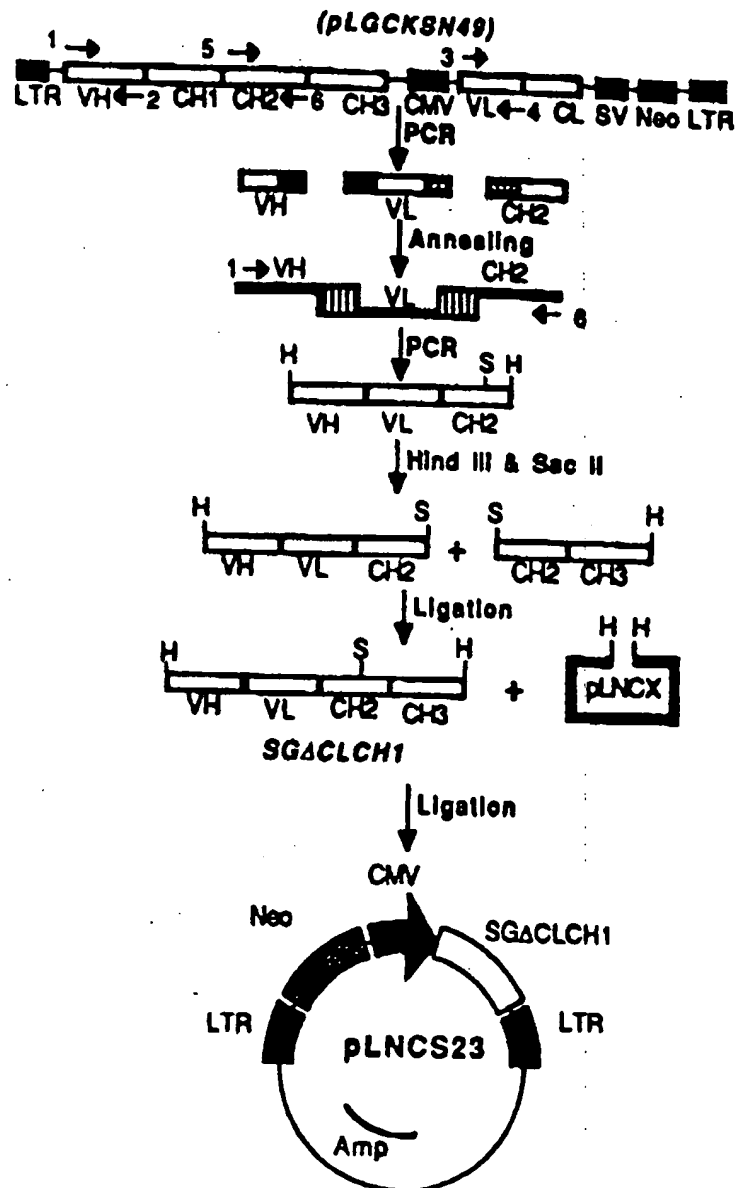 (pLGCKSN49)
1 5 3
LTR VH 2 CH1 CH2 6 CH3 CMV VL 4 CL SV Neo LTR
PCR
VH VL CH2
Annealing
1 VH VL CH2
6
PCR
H S H
VH VL CH2
Hind III & Sac II
H S S H
VH VL CH2 + CH2 CH3
Ligation
H H
H S H
pLNCX
VH VL CH2 CH3 +
SGΔCLCH1
Ligation
CMV
Neo SGΔCLCH1
LTR LTR
pLNCS23
Amp